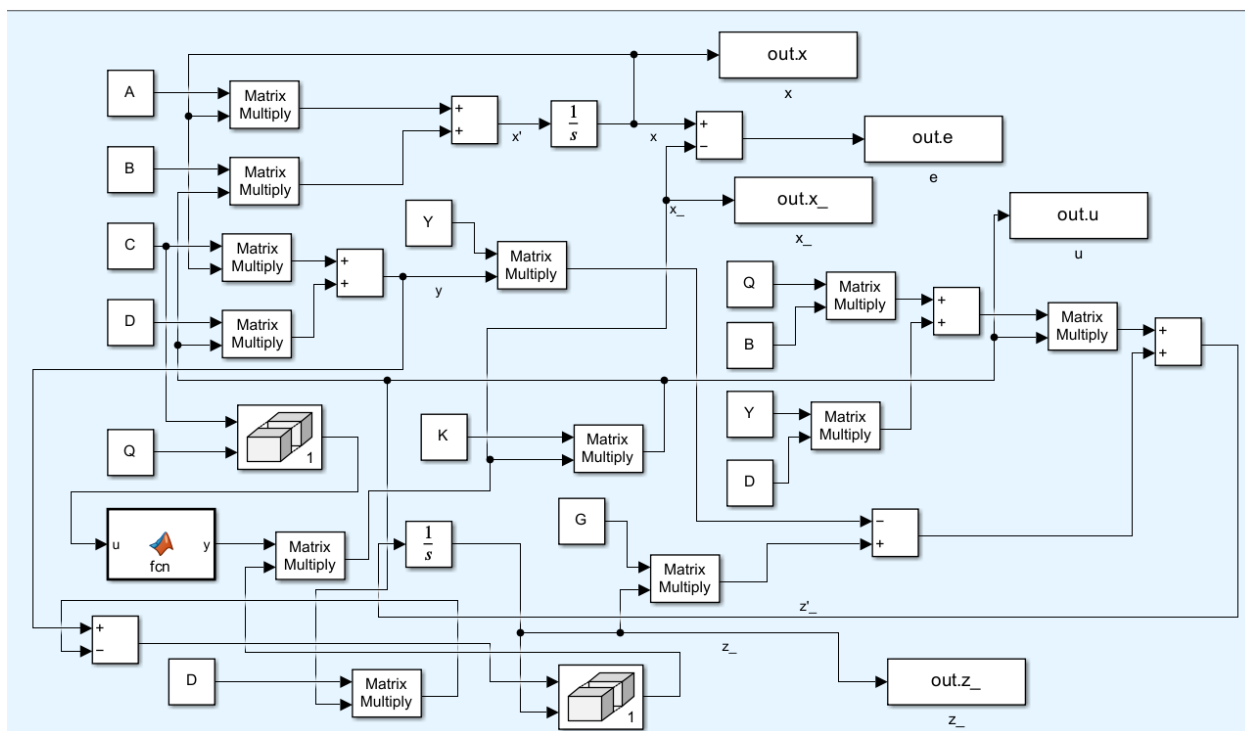 out.x
x
A
Matrix
Multiply
+
+
x'
1
s
x
+
−
out.e
e
B
Matrix
Multiply
x_
out.x_
x_
out.u
u
C
Matrix
Multiply
+
+
y
Y
Matrix
Multiply
D
Matrix
Multiply
Q
Matrix
Multiply
B
+
+
Matrix
Multiply
+
+
Y
Matrix
Multiply
D
Q
1
K
Matrix
Multiply
u
fcn
y
Matrix
Multiply
1
s
G
Matrix
Multiply
−
+
z'_
+
−
D
Matrix
Multiply
1
z_
out.z_
z_